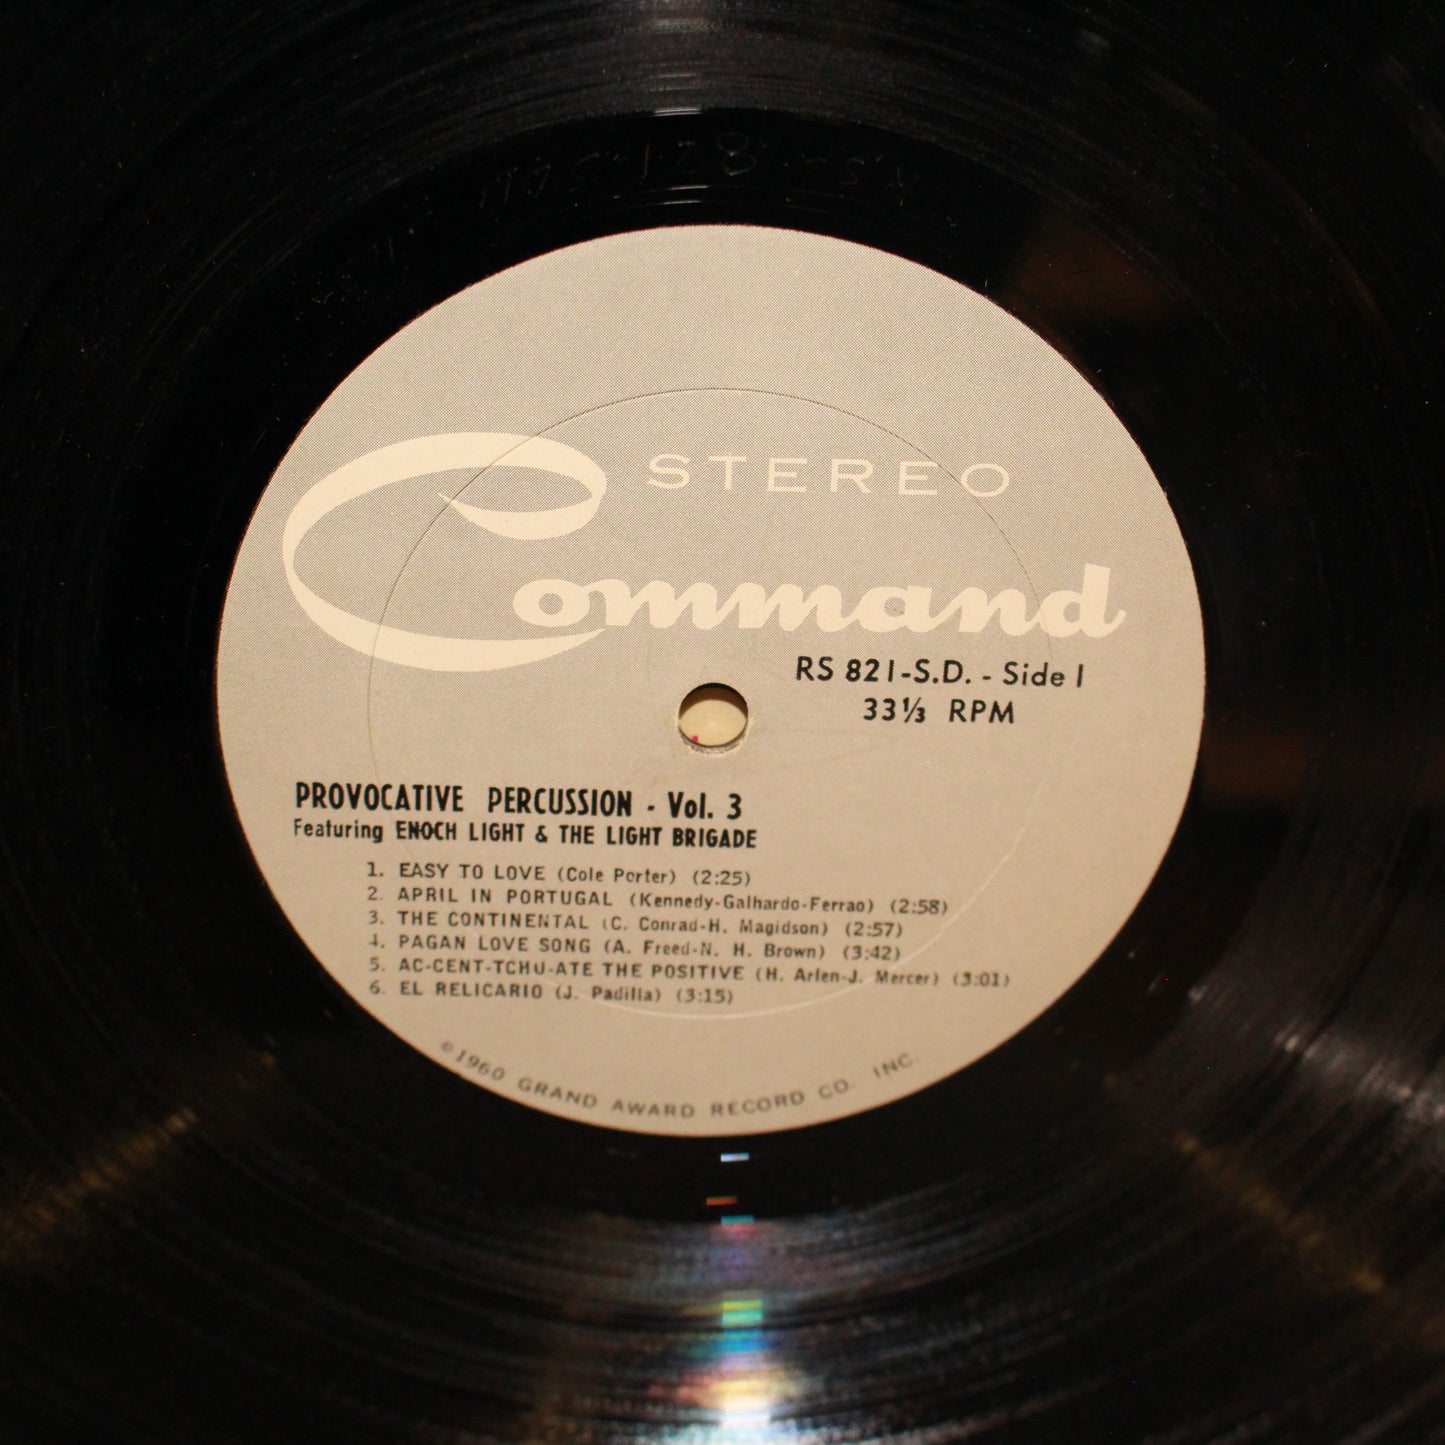 RS-821-SD
STEREO
Command
RS 821-S.D. - Side 1
33⅓ RPM
PROVOCATIVE PERCUSSION - Vol. 3
Featuring ENOCH LIGHT & THE LIGHT BRIGADE
1. EASY TO LOVE (Cole Porter) (2:25)
2. APRIL IN PORTUGAL (Kennedy-Galhardo-Ferrao) (2:58)
3. THE CONTINENTAL (C. Conrad-H. Magidson) (2:57)
4. PAGAN LOVE SONG (A. Freed-N. H. Brown) (3:42)
5. AC-CENT-TCHU-ATE THE POSITIVE (H. Arlen-J. Mercer) (3:01)
6. EL RELICARIO (J. Padilla) (3:15)
©1960 GRAND AWARD RECORD CO. INC.